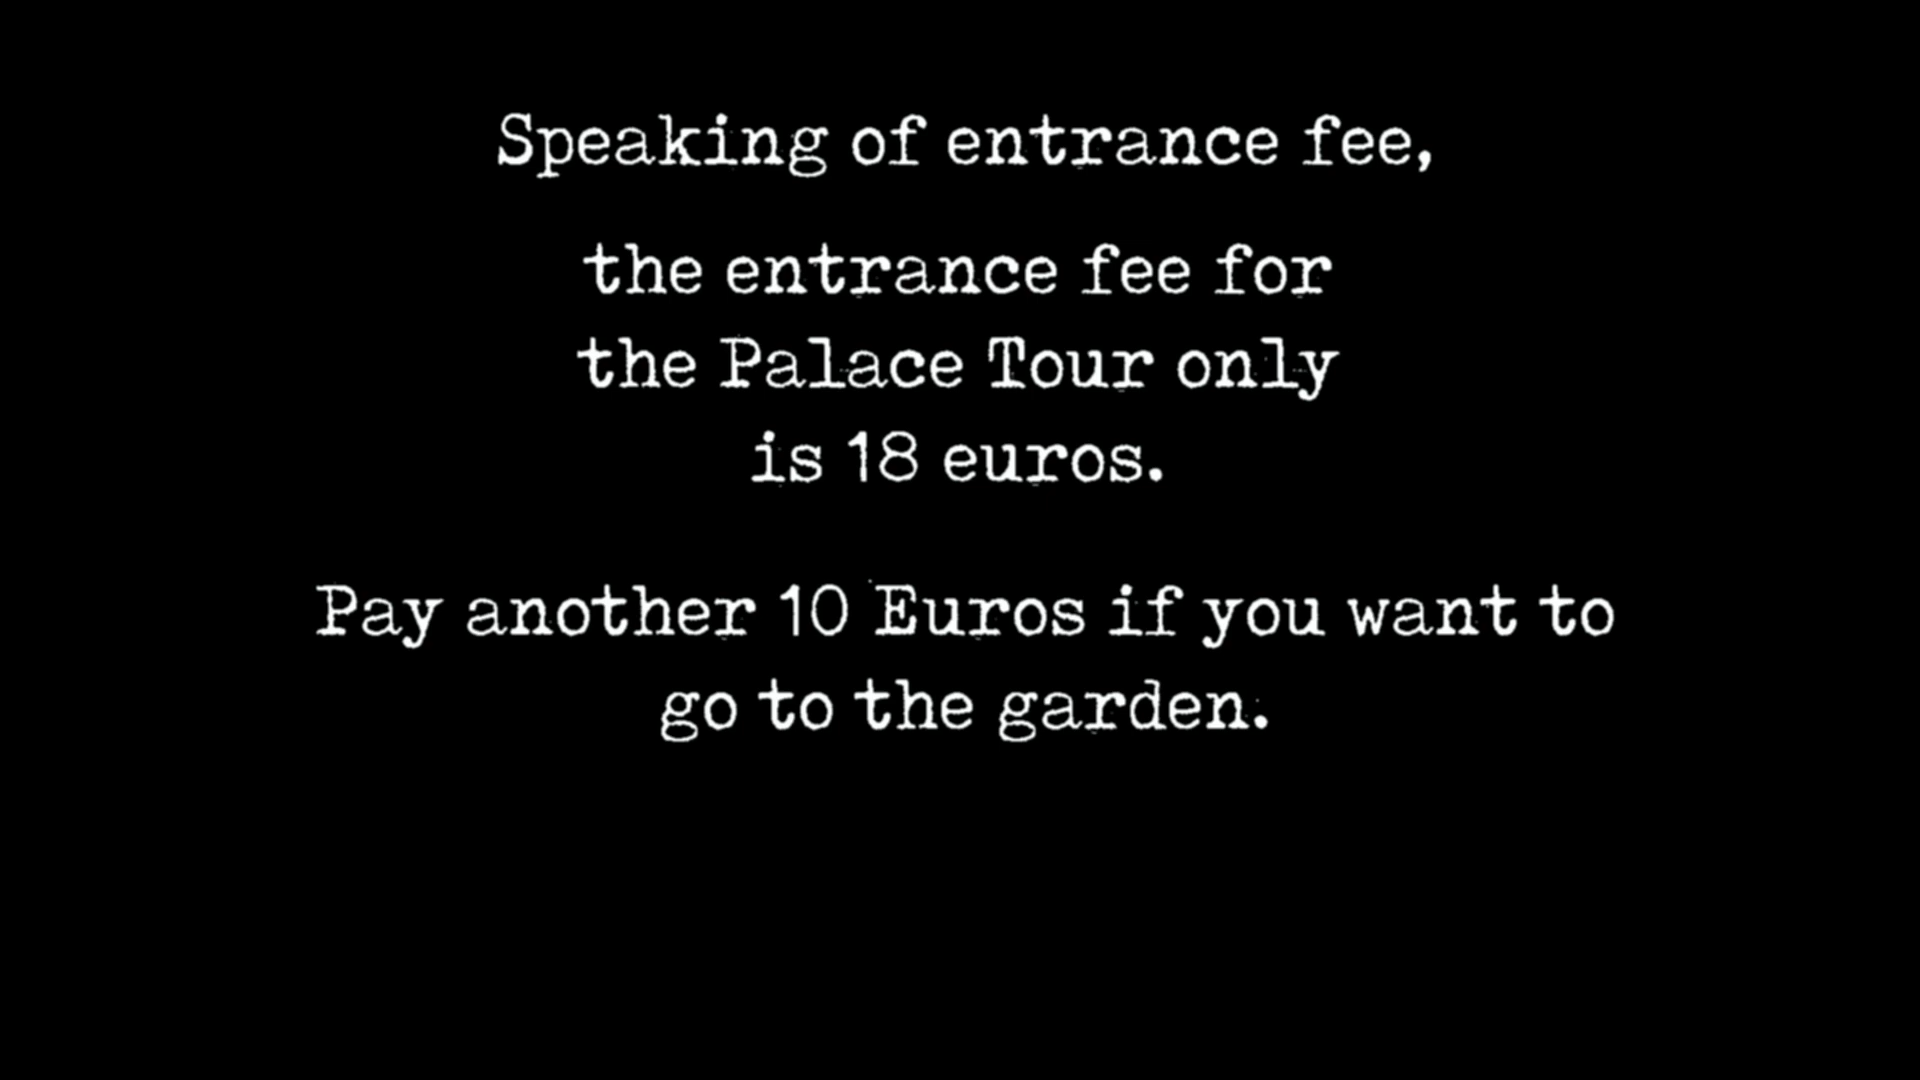 Speaking of entrance fee,
the entrance fee for
the Palace Tour only
is 18 euros.
Pay another 10 Euros if you want to
go to the garden.